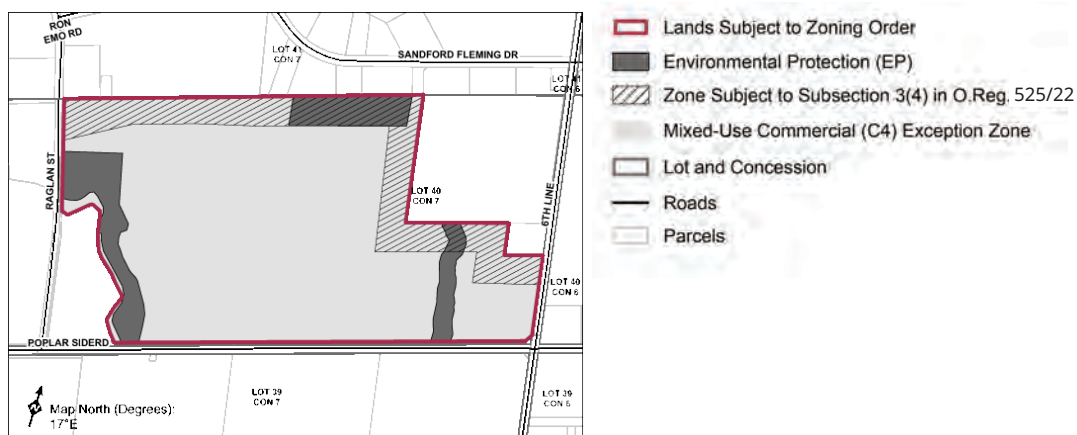 RON
EMO RD
LOT 41
CON 7
SANDFORD FLEMING DR
CON 6
RAGLAN ST
LOT 40
CON 7
6TH LINE
LOT 40
CON 6
POPLAR SIDERD
LOT 39
CON 7
LOT 39
CON 6
N
Map North (Degrees):
17°E
Lands Subject to Zoning Order
Environmental Protection (EP)
Zone Subject to Subsection 3(4) in O.Reg. 525/22
Mixed-Use Commercial (C4) Exception Zone
Lot and Concession
Roads
Parcels